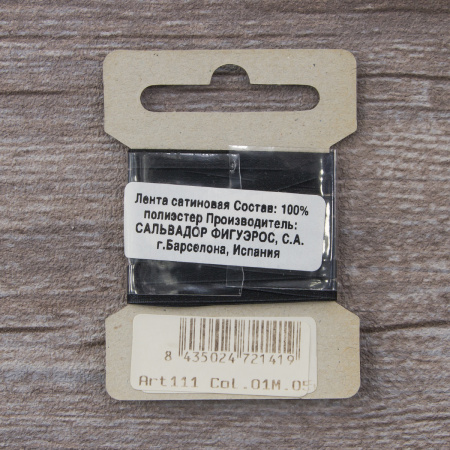 Лента сатиновая Состав: 100%
полиэстер Производитель:
САЛЬВАДОР ФИГУЭРОС, С.А.
г.Барселона, Испания
8 435024 721419
Art111 Col.01M.05